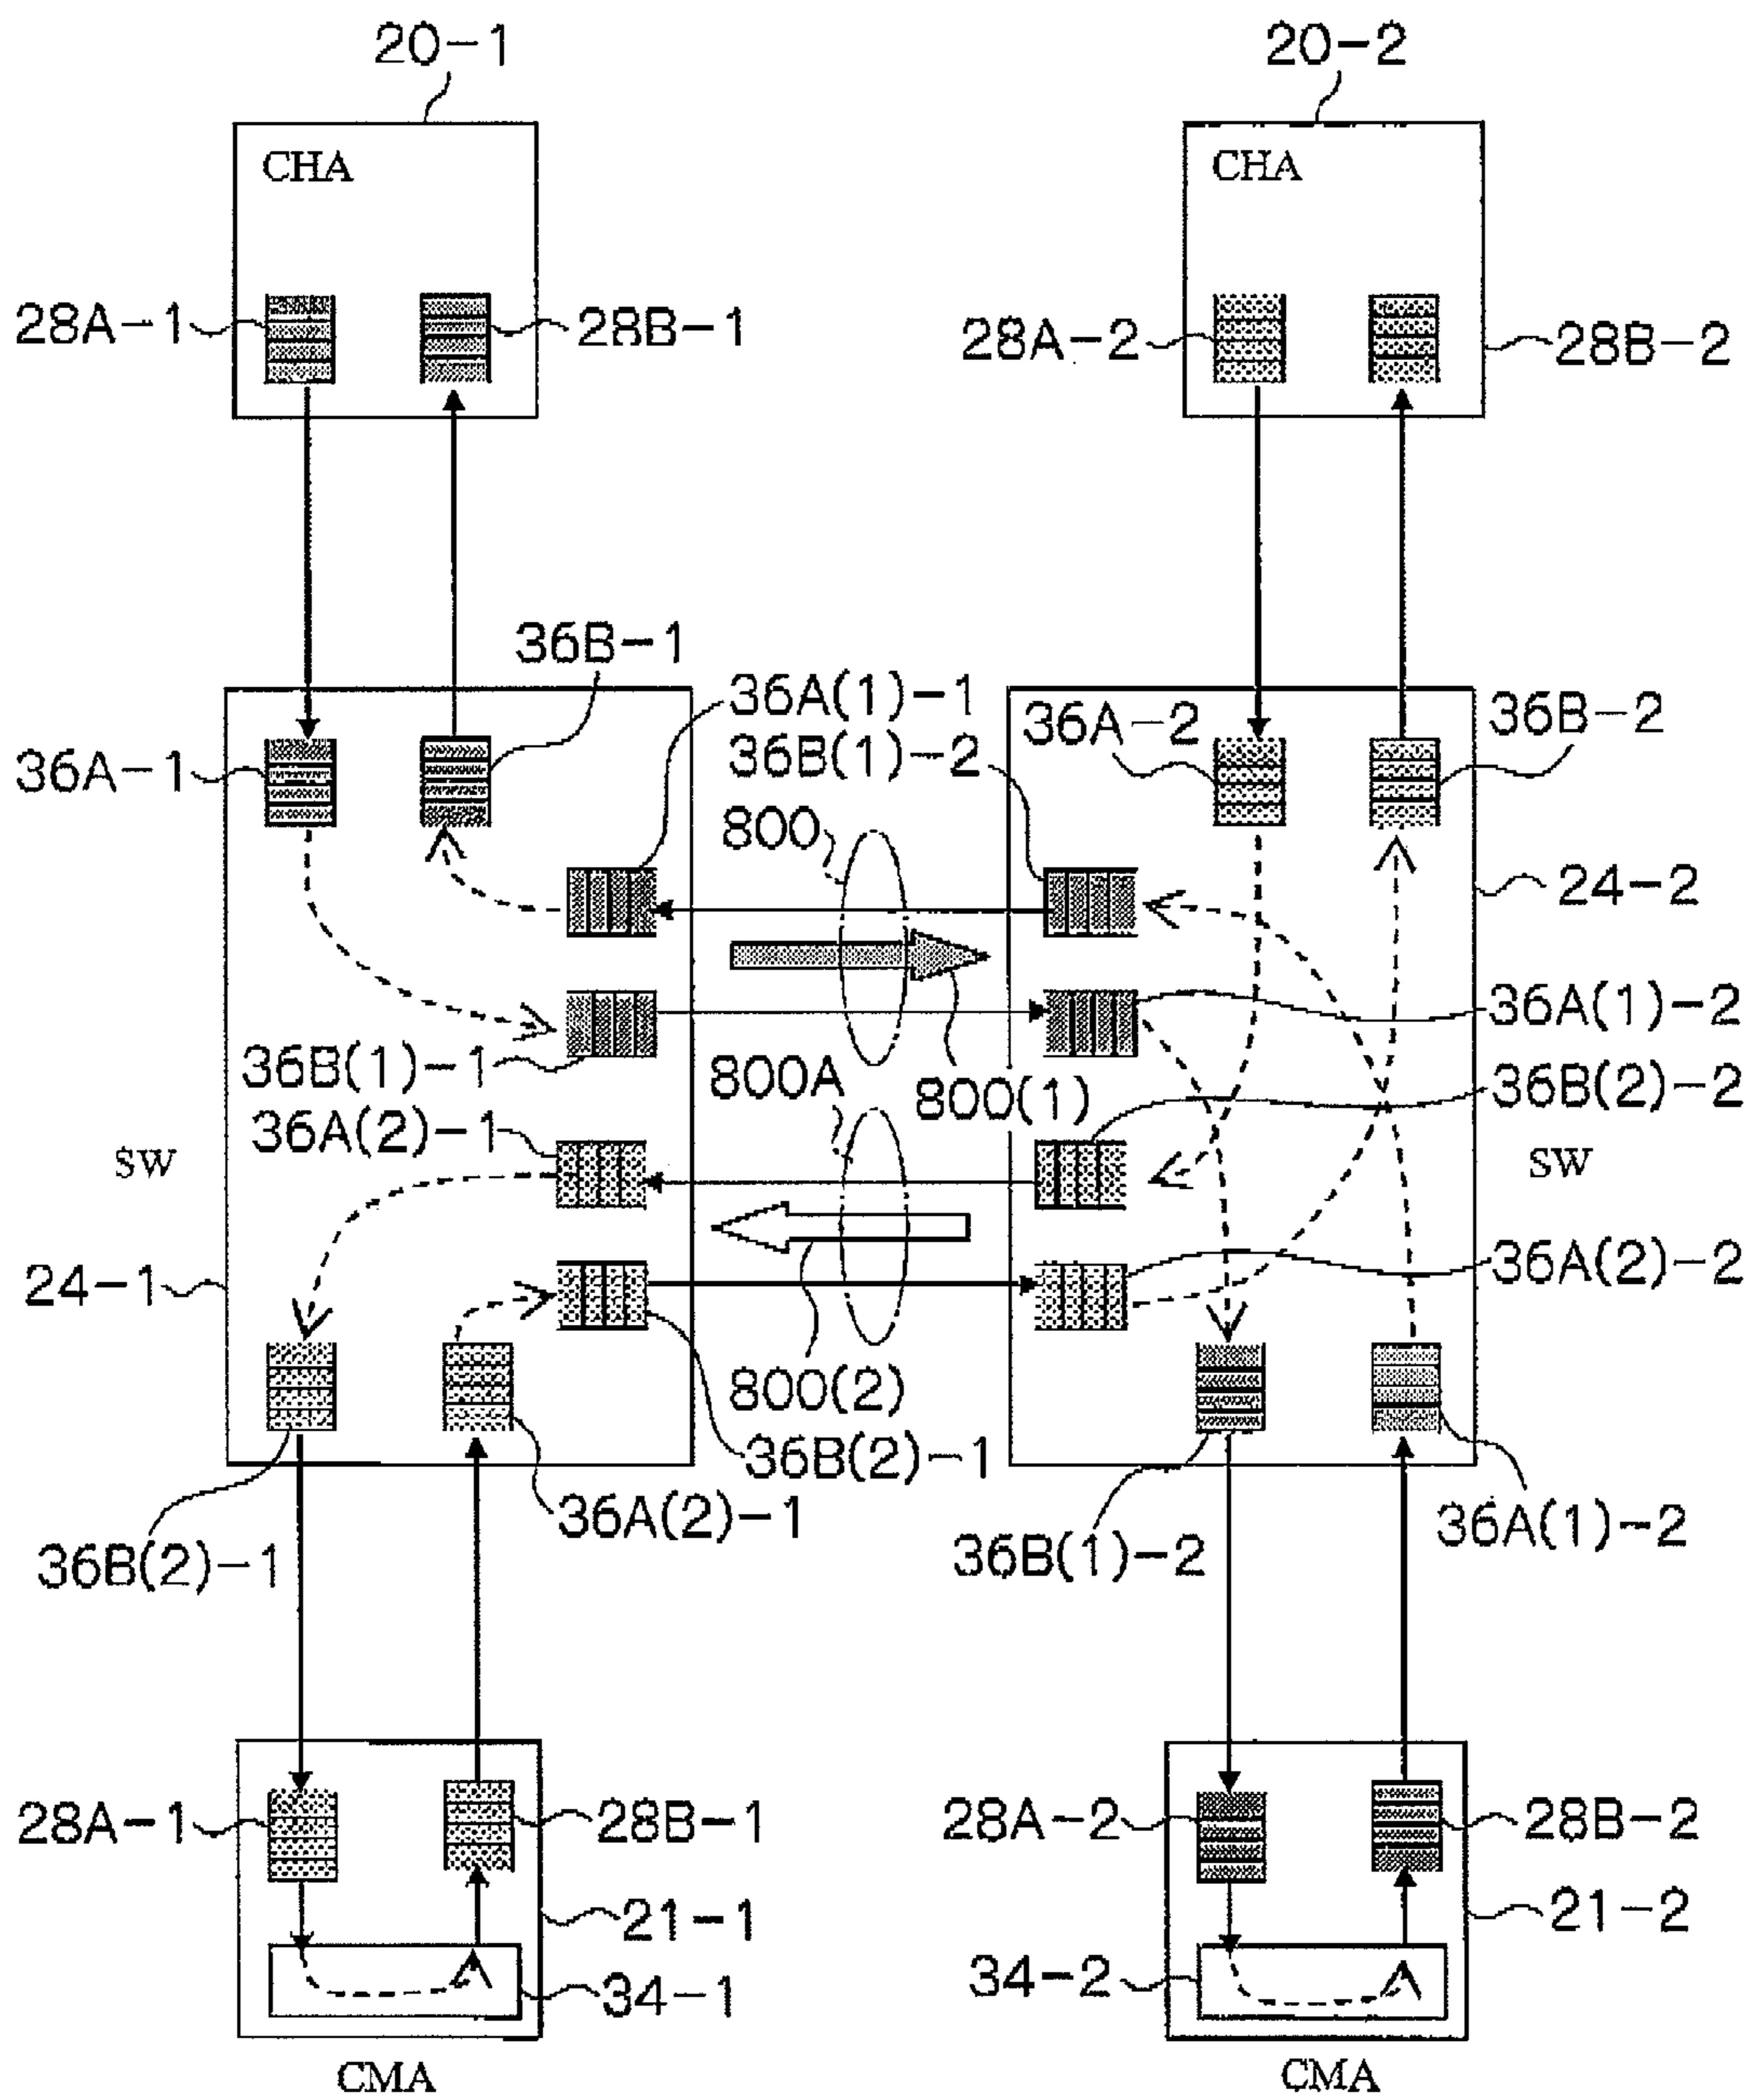 20-1
20-2
CHA
CHA
28A-1
28B-1
28A-2
28B-2
36B-1
36A(1)-1
36B(1)-2
36A-2
36B-2
36A-1
800
24-2
36A(1)-2
36B(1)-1
800A
800(1)
36B(2)-2
36A(2)-1
SW
SW
24-1
36A(2)-2
800(2)
36B(2)-1
36A(2)-1
36B(2)-1
36B(1)-2
36A(1)-2
28A-1
28B-1
28A-2
28B-2
21-1
21-2
34-1
34-2
CMA
CMA